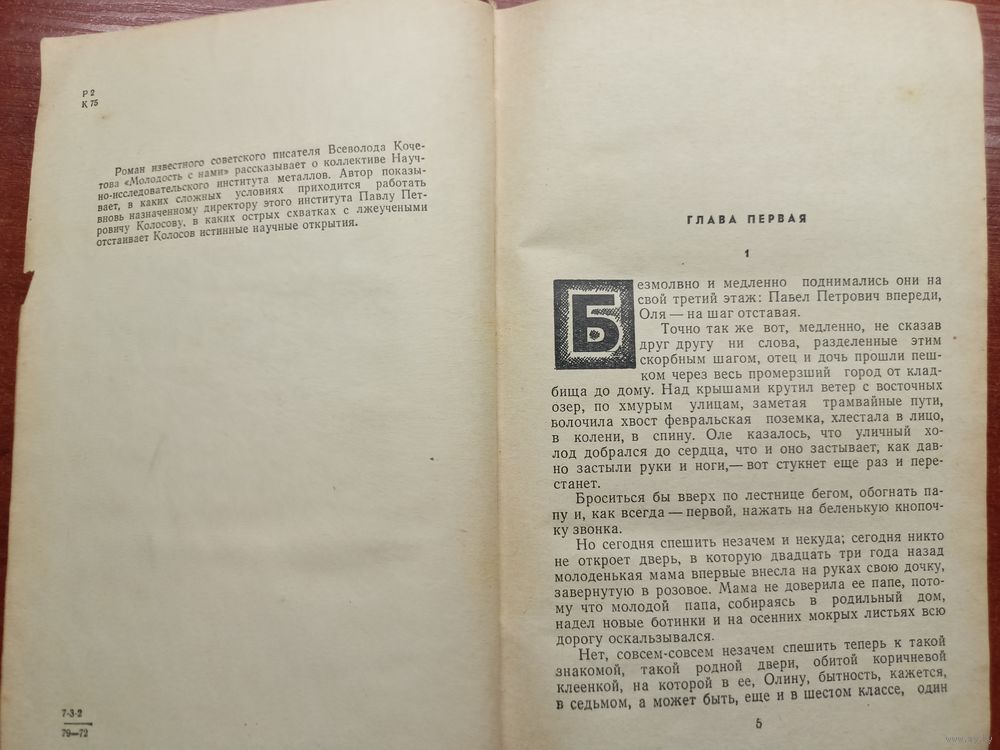 Р 2
К 75
Роман известного советского писателя Всеволода Коче-
това «Молодость с нами» рассказывает о коллективе Науч-
но-исследовательского института металлов. Автор показы-
вает, в каких сложных условиях приходится работать
вновь назначенному директору этого института Павлу Пет-
ровичу Колосову, в каких острых схватках с лжеучеными
отстаивает Колосов истинные научные открытия.
7-3-2
79—72
ГЛАВА ПЕРВАЯ
1
Безмолвно и медленно поднимались они на
свой третий этаж: Павел Петрович впереди,
Оля — на шаг отставая.
Точно так же вот, медленно, не сказав
друг другу ни слова, разделенные этим
скорбным шагом, отец и дочь прошли пеш-
ком через весь промерзший город от клад-
бища до дому. Над крышами крутил ветер с восточных
озер, по хмурым улицам, заметая трамвайные пути,
волочила хвост февральская поземка, хлестала в лицо,
в колени, в спину. Оле казалось, что уличный хо-
лод добрался до сердца, что и оно застывает, как дав-
но застыли руки и ноги,— вот стукнет еще раз и пере-
станет.
Броситься бы вверх по лестнице бегом, обогнать па-
пу и, как всегда — первой, нажать на беленькую кнопоч-
ку звонка.
Но сегодня спешить незачем и некуда; сегодня никто
не откроет дверь, в которую двадцать три года назад
молоденькая мама впервые внесла на руках свою дочку,
завернутую в розовое. Мама не доверила ее папе, пото-
му что молодой папа, собираясь в родильный дом,
надел новые ботинки и на осенних мокрых листьях всю
дорогу оскальзывался.
Нет, совсем-совсем незачем спешить теперь к такой
знакомой, такой родной двери, обитой коричневой
клеенкой, на которой в ее, Олину, бытность, кажется,
в седьмом, а может быть, еще и в шестом классе, один
5